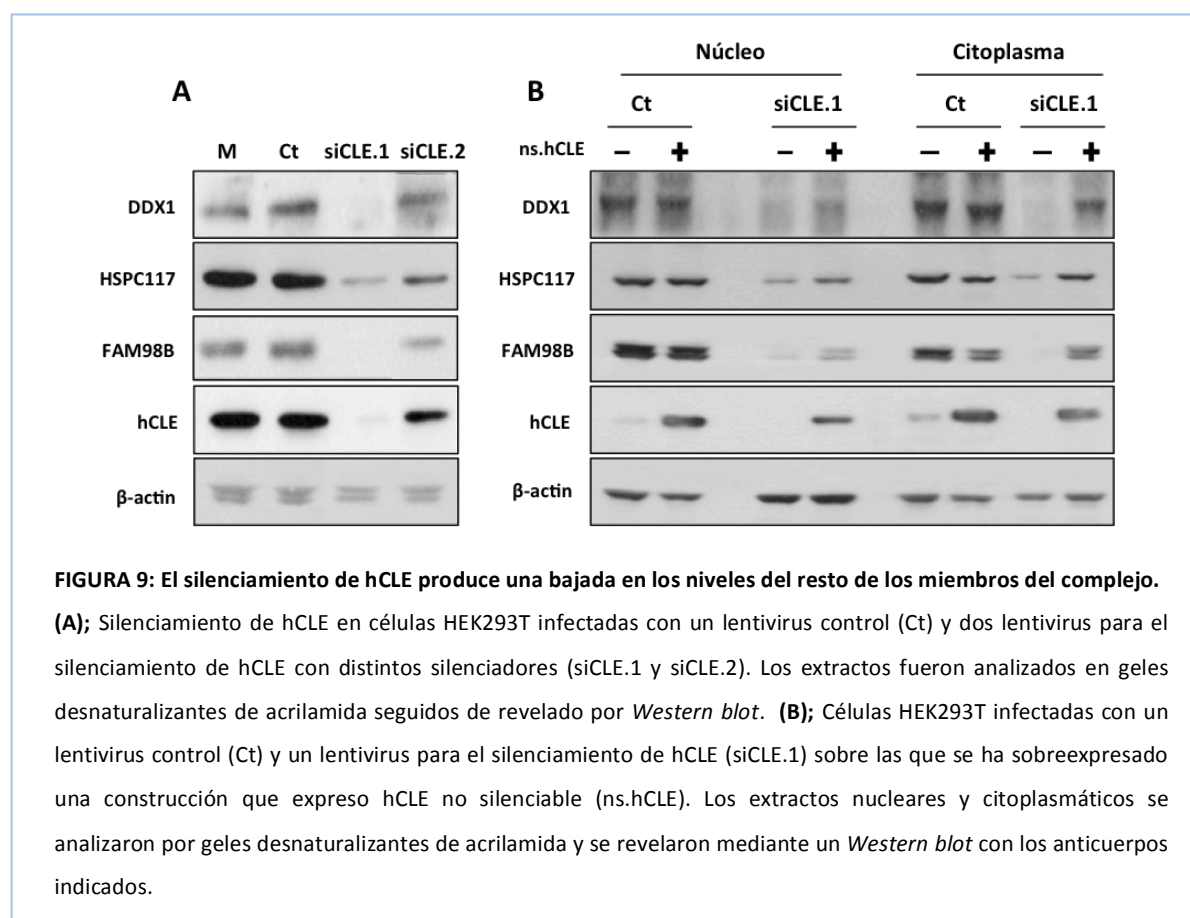 Núcleo Citoplasma
A B
Ct siCLE.1 Ct siCLE.1
M Ct siCLE.1 siCLE.2
ns.hCLE − + − + − + − +
DDX1 DDX1
HSPC117 HSPC117
FAM98B FAM98B
hCLE hCLE
β-actin β-actin
FIGURA 9: El silenciamiento de hCLE produce una bajada en los niveles del resto de los miembros del complejo.
(A); Silenciamiento de hCLE en células HEK293T infectadas con un lentivirus control (Ct) y dos lentivirus para el
silenciamiento de hCLE con distintos silenciadores (siCLE.1 y siCLE.2). Los extractos fueron analizados en geles
desnaturalizantes de acrilamida seguidos de revelado por Western blot. (B); Células HEK293T infectadas con un
lentivirus control (Ct) y un lentivirus para el silenciamiento de hCLE (siCLE.1) sobre las que se ha sobreexpresado
una construcción que expreso hCLE no silenciable (ns.hCLE). Los extractos nucleares y citoplasmáticos se
analizaron por geles desnaturalizantes de acrilamida y se revelaron mediante un Western blot con los anticuerpos
indicados.